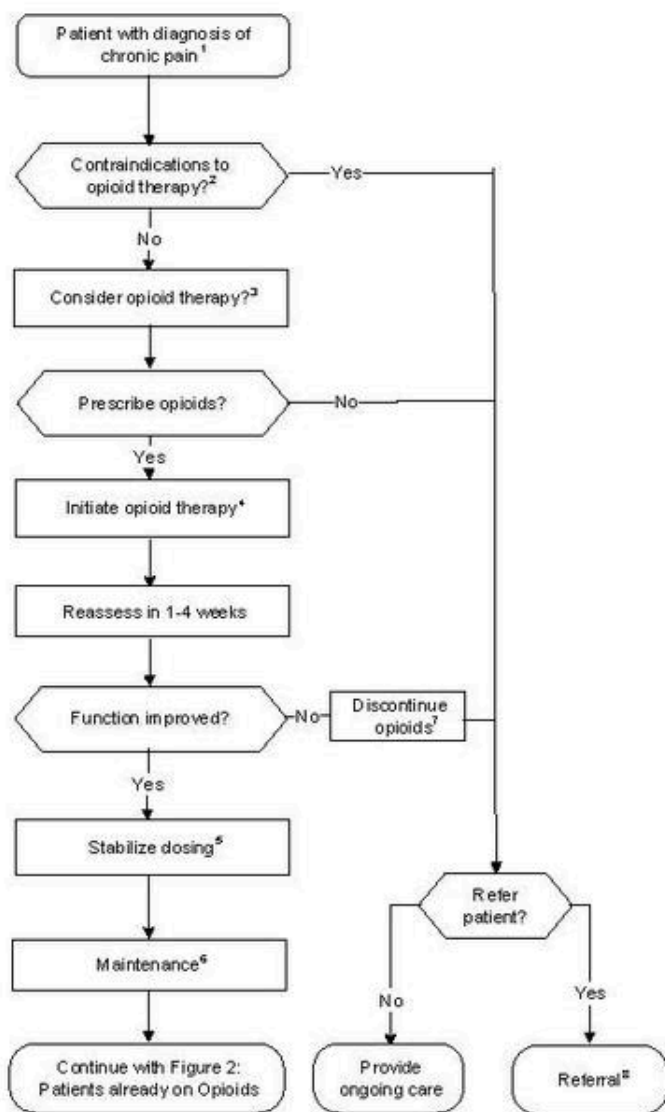 Patient with diagnosis of
chronic pain¹
Contraindications to
opioid therapy?²
Yes
No
Consider opioid therapy?³
Prescribe opioids?
No
Yes
Initiate opioid therapy⁴
Reassess in 1-4 weeks
Function improved?
No
Discontinue
opioids⁷
Yes
Stabilize dosing⁵
Refer
patient?
Maintenance⁶
No
Yes
Continue with Figure 2:
Patients already on Opioids
Provide
ongoing care
Referral⁸